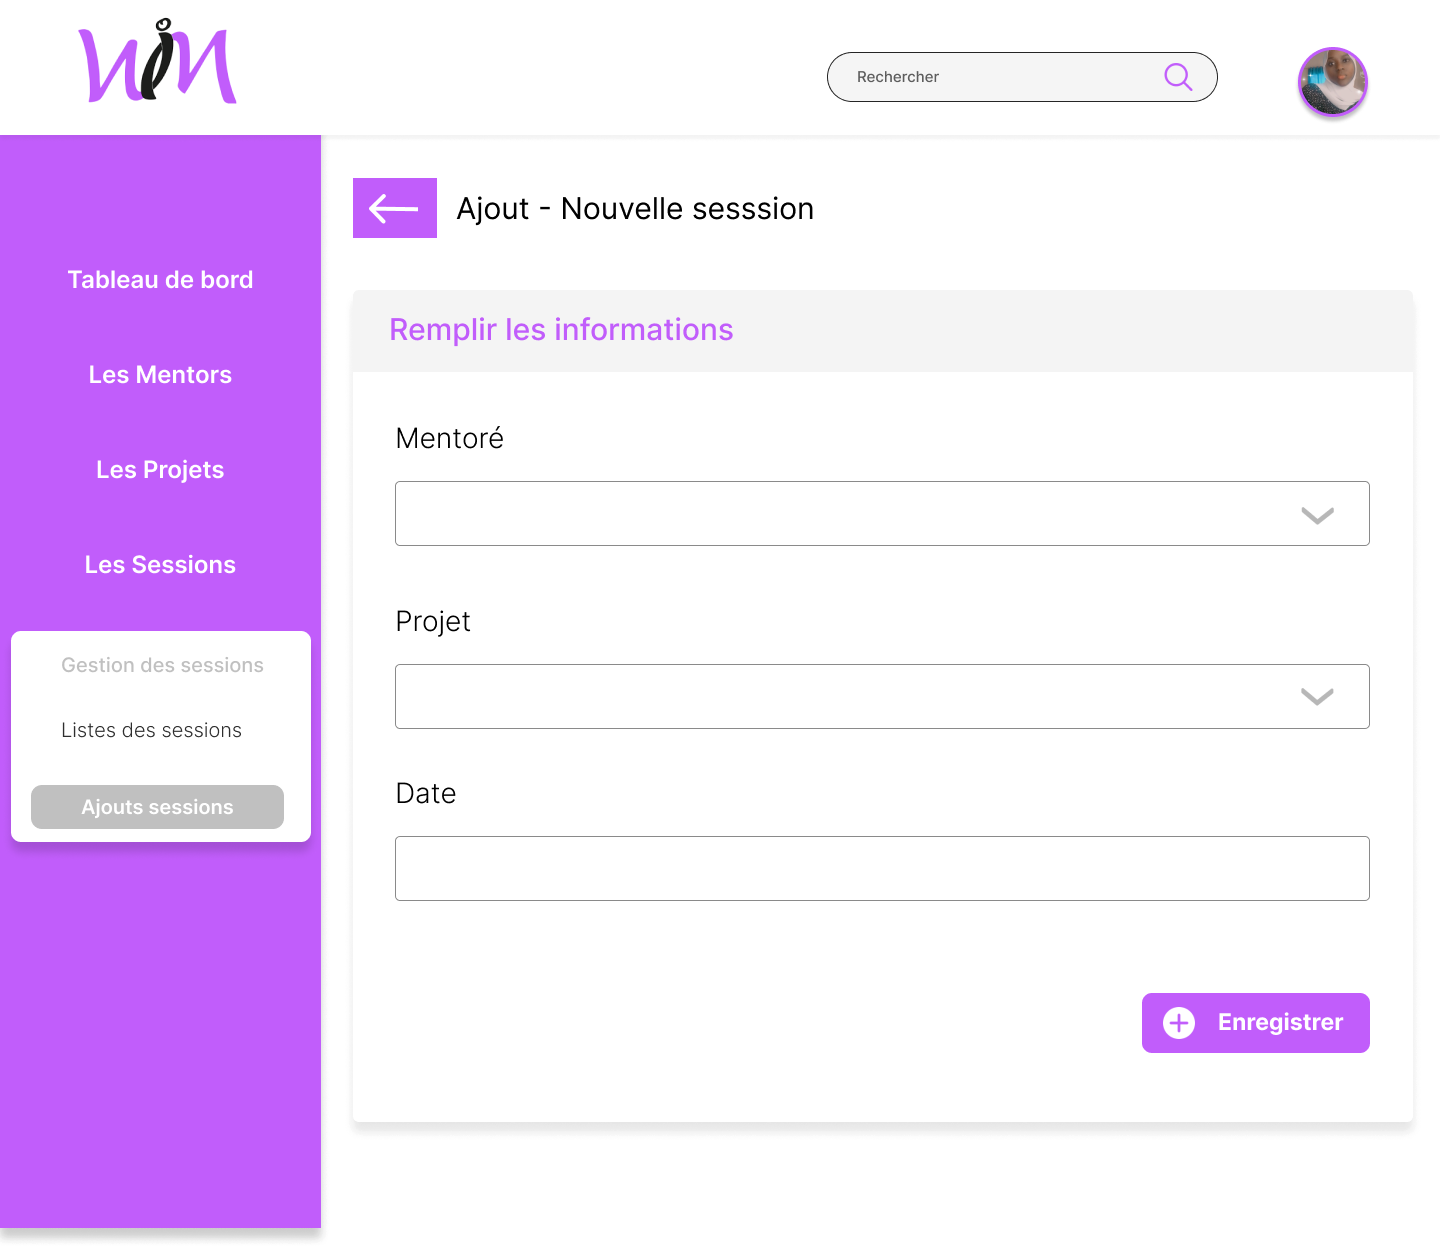 WiM
Rechercher
Ajout - Nouvelle sesssion
Tableau de bord
Les Mentors
Les Projets
Les Sessions
Gestion des sessions
Listes des sessions
Ajouts sessions
Remplir les informations
Mentoré
Projet
Date
Enregistrer